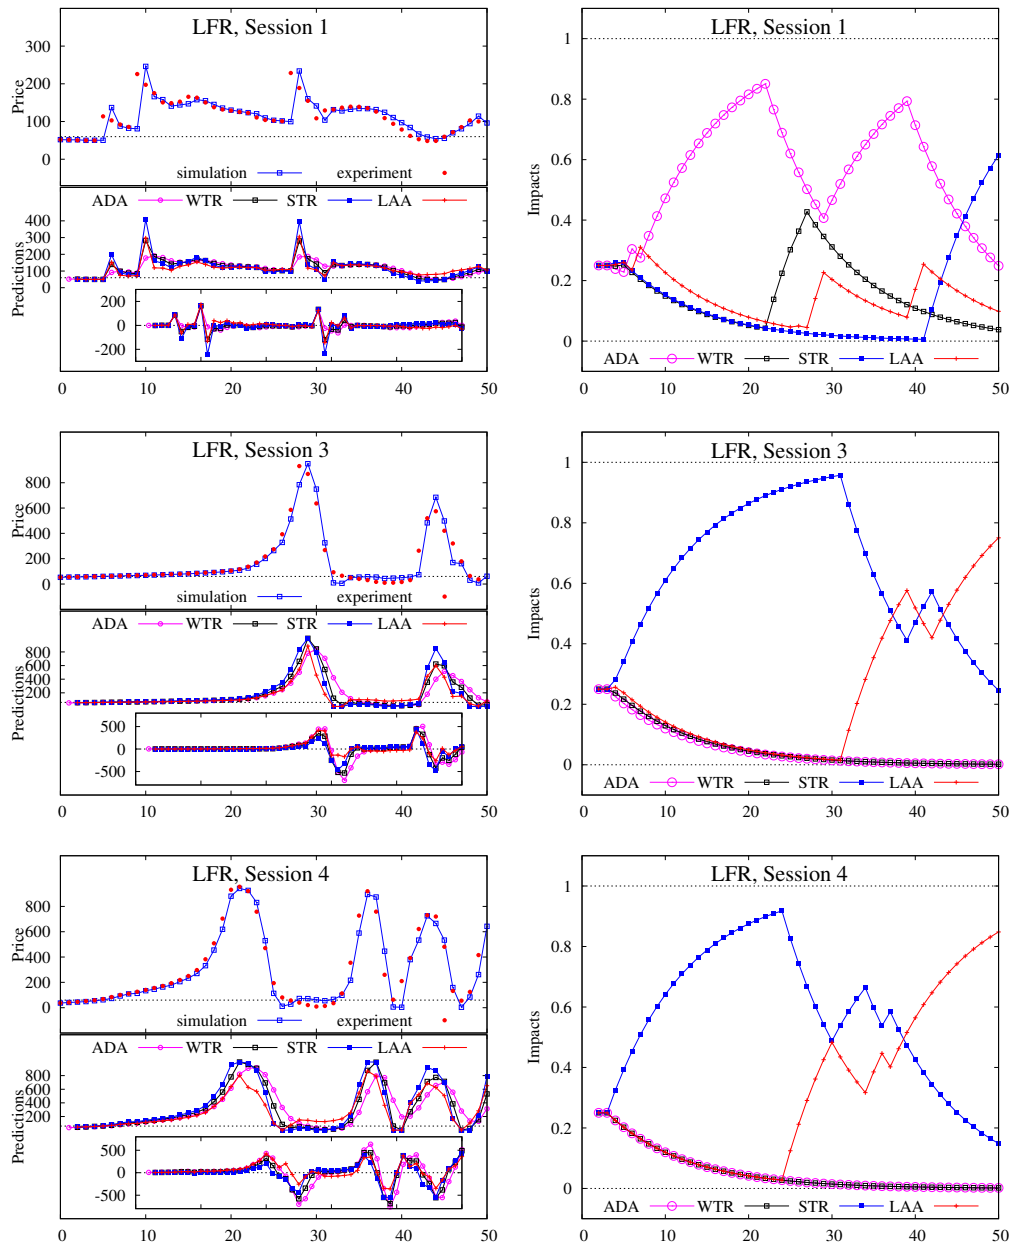 LFR, Session 1
300
200
100
0
Price
simulation experiment
ADA WTR STR LAA
400
300
200
100
0
Predictions
200
0
-200
0 10 20 30 40 50
LFR, Session 1
1
0.8
0.6
0.4
0.2
0
Impacts
ADA WTR STR LAA
10 20 30 40 50
LFR, Session 3
800
600
400
200
0
Price
simulation experiment
ADA WTR STR LAA
800
600
400
200
Predictions
500
0
-500
0 10 20 30 40 50
LFR, Session 3
1
0.8
0.6
0.4
0.2
0
Impacts
ADA WTR STR LAA
10 20 30 40 50
LFR, Session 4
800
600
400
200
0
Price
simulation experiment
ADA WTR STR LAA
800
600
400
200
Predictions
500
0
-500
0 10 20 30 40 50
LFR, Session 4
1
0.8
0.6
0.4
0.2
0
Impacts
ADA WTR STR LAA
10 20 30 40 50